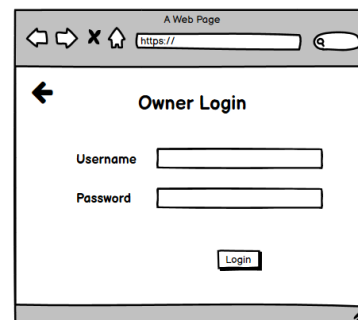 A Web Page
https://
Owner Login
Username
Password
Login